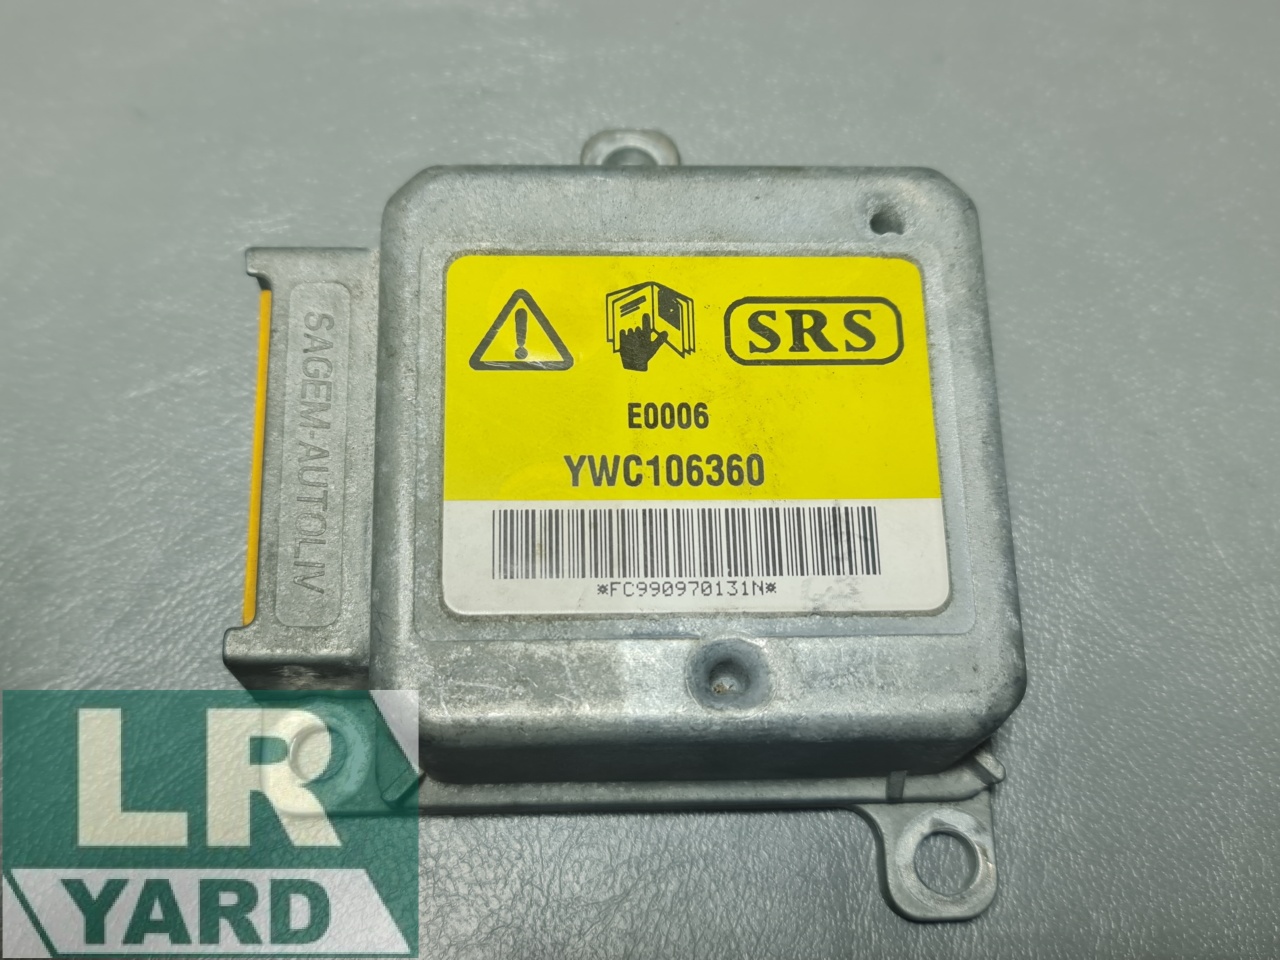 SAGEM-AUTOLIV
SRS
E0006
YWC106360
*FC990970131N*
LR
YARD